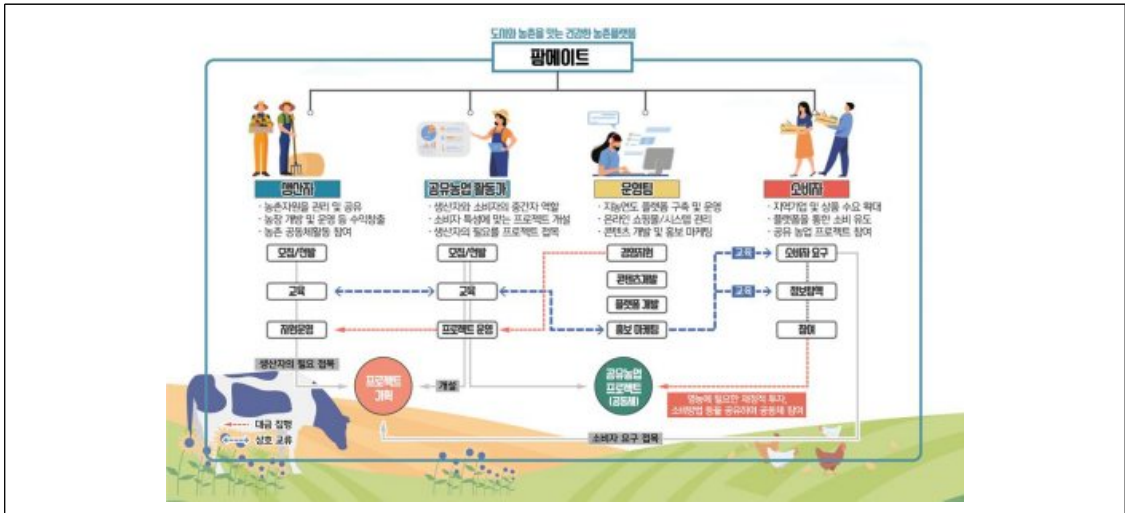 도시와 농촌을 잇는 건강한 농촌플랫폼
팜메이트
생산자
· 농촌자원을 관리 및 공유
· 농장 개발 및 운영 등 수익창출
· 농촌 공동체활동 참여
모집/선발
교육
자원운영
공유농업 활동가
· 생산자와 소비자의 중간자 역할
· 소비자 특성에 맞는 프로젝트 개설
· 생산자의 필요를 프로젝트 접목
모집/선발
교육
프로젝트 운영
운영팀
· 지능면도 플랫폼 구축 및 운영
· 온라인 쇼핑몰/시스템 관리
· 콘텐츠 개발 및 홍보 마케팅
경영지원
콘텐츠개발
플랫폼 개발
홍보 마케팅
소비자
· 지역기업 및 상품 수요 확대
· 플랫폼을 통한 소비 유도
· 공유 농업 프로젝트 참여
교육
소비자 요구
교육
정보탐색
참여
생산자의 필요 접목
프로젝트
기획
개설
공유농업
프로젝트
(공동체)
영농에 필요한 재정적 투자,
소비방법 등을 공유하며 공동체 참여
소비자 요구 접목
대금 집행
상호 교류